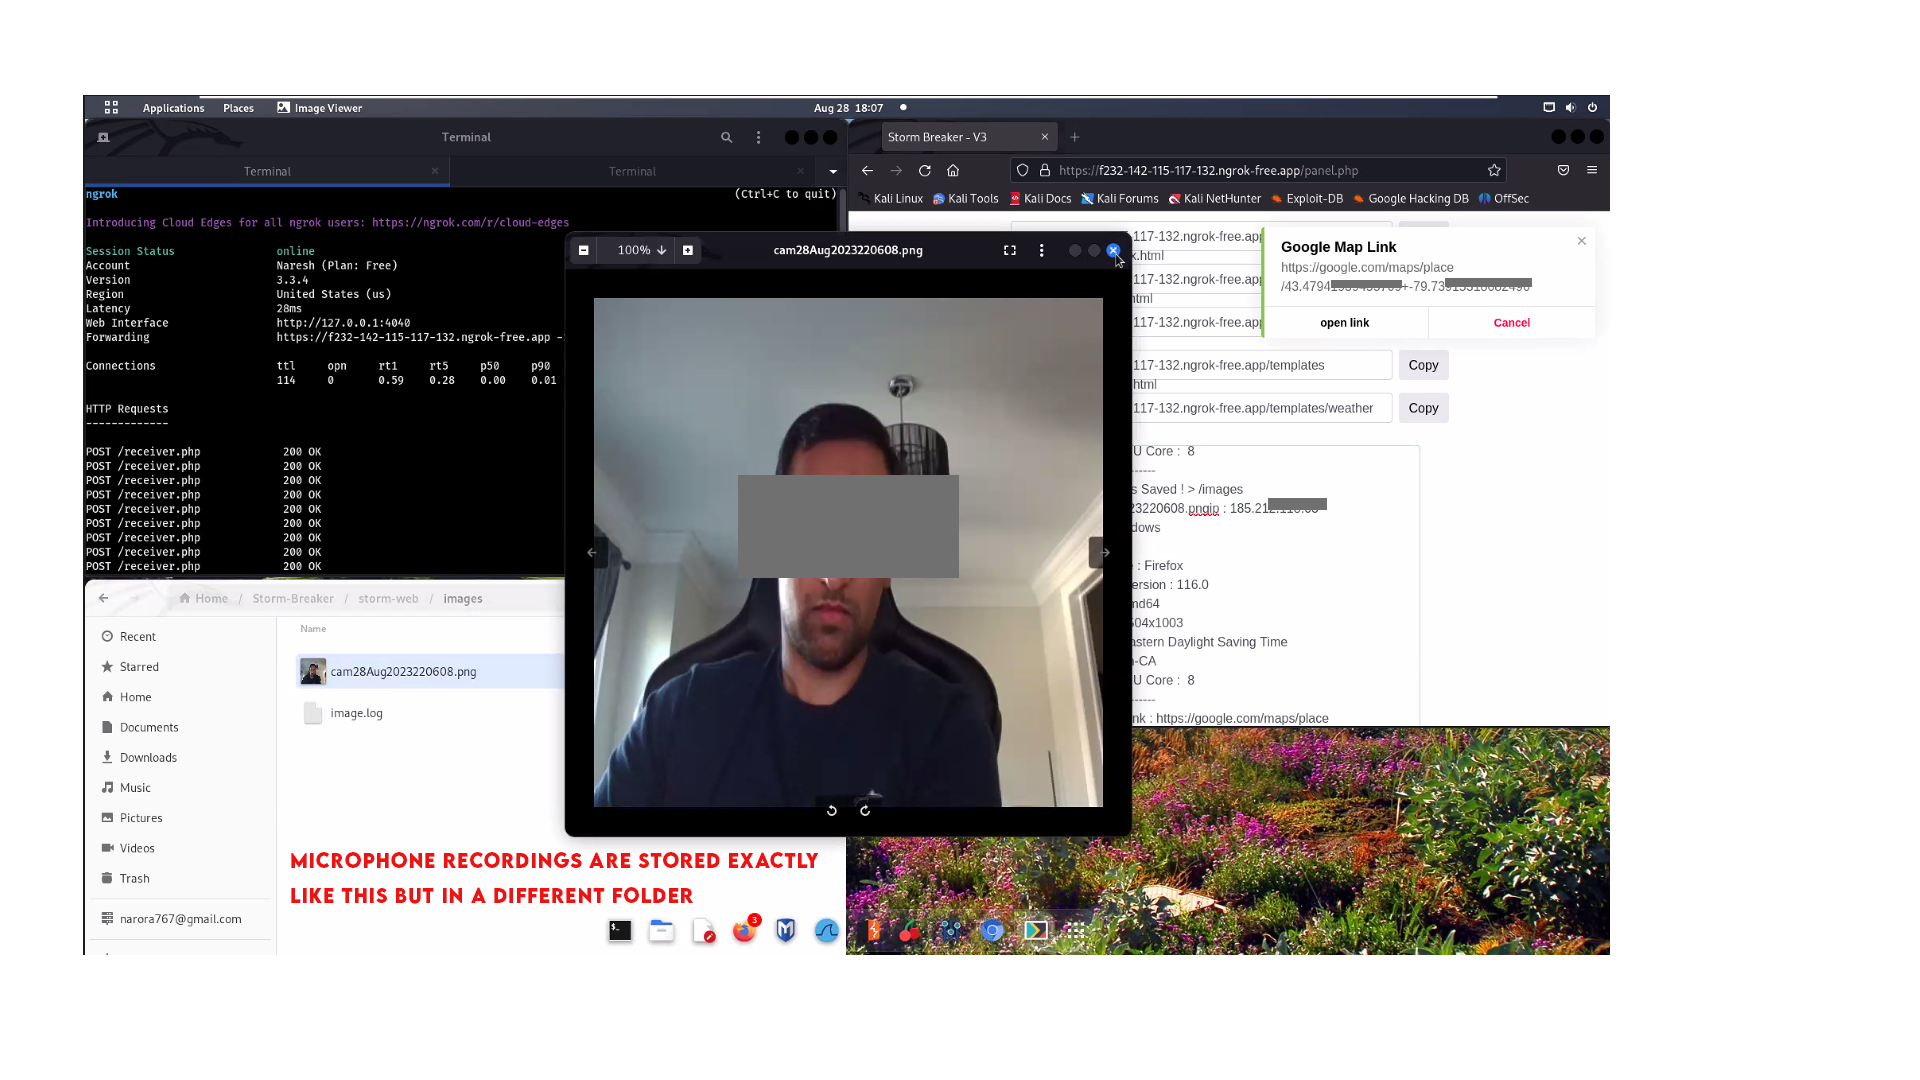 Applications Places Image Viewer Aug 28 18:07
Terminal
Terminal Terminal
ngrok (Ctrl+C to quit)
Introducing Cloud Edges for all ngrok users: https://ngrok.com/r/cloud-edges
Session Status online
Account Naresh (Plan: Free)
Version 3.3.4
Region United States (us)
Latency 28ms
Web Interface http://127.0.0.1:4040
Forwarding https://f232-142-115-117-132.ngrok-free.app -
Connections ttl opn rt1 rt5 p50 p90
114 0 0.59 0.28 0.00 0.01
HTTP Requests
-------------
POST /receiver.php 200 OK
POST /receiver.php 200 OK
POST /receiver.php 200 OK
POST /receiver.php 200 OK
POST /receiver.php 200 OK
POST /receiver.php 200 OK
POST /receiver.php 200 OK
POST /receiver.php 200 OK
POST /receiver.php 200 OK
Storm Breaker - V3
https://f232-142-115-117-132.ngrok-free.app/panel.php
Kali Linux Kali Tools Kali Docs Kali Forums Kali NetHunter Exploit-DB Google Hacking DB OffSec
117-132.ngrok-free.app
.html
117-132.ngrok-free.app
html
117-132.ngrok-free.app
117-132.ngrok-free.app/templates Copy
html
117-132.ngrok-free.app/templates/weather Copy
Google Map Link
https://google.com/maps/place
/43.4794 +-79.739
open link Cancel
U Core : 8
s Saved ! > /images
23220608.pngip : 185.212
dows
: Firefox
ersion : 116.0
md64
504x1003
astern Daylight Saving Time
-CA
U Core : 8
nk : https://google.com/maps/place
100% cam28Aug2023220608.png
Home / Storm-Breaker / storm-web / images
Name
cam28Aug2023220608.png
image.log
Recent
Starred
Home
Documents
Downloads
Music
Pictures
Videos
Trash
narora767@gmail.com
MICROPHONE RECORDINGS ARE STORED EXACTLY
LIKE THIS BUT IN A DIFFERENT FOLDER
3